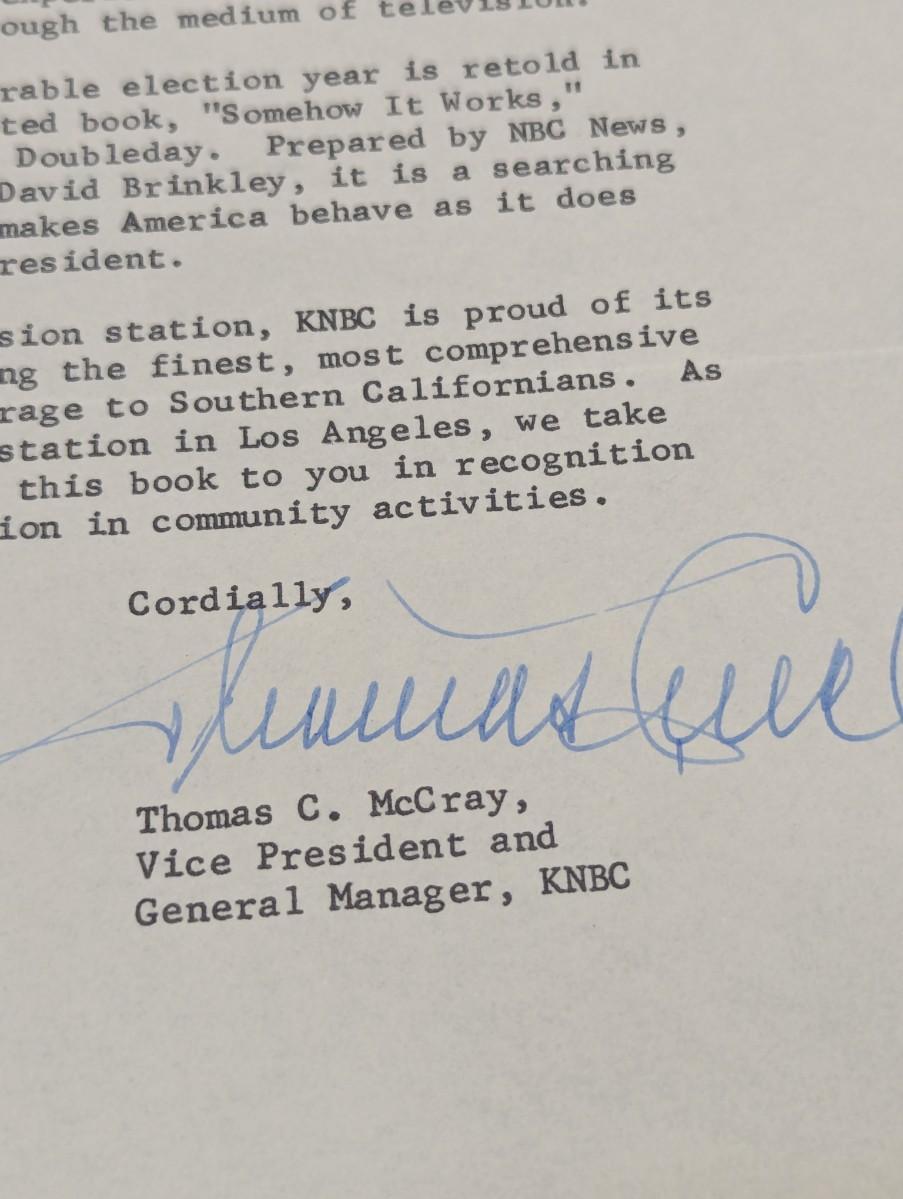 ough the medium of television.
rable election year is retold in
ted book, "Somehow It Works,"
Doubleday. Prepared by NBC News,
David Brinkley, it is a searching
makes America behave as it does
resident.
sion station, KNBC is proud of its
ng the finest, most comprehensive
rage to Southern Californians. As
station in Los Angeles, we take
this book to you in recognition
ion in community activities.
Cordially,
Thomas
Thomas C. McCray,
Vice President and
General Manager, KNBC